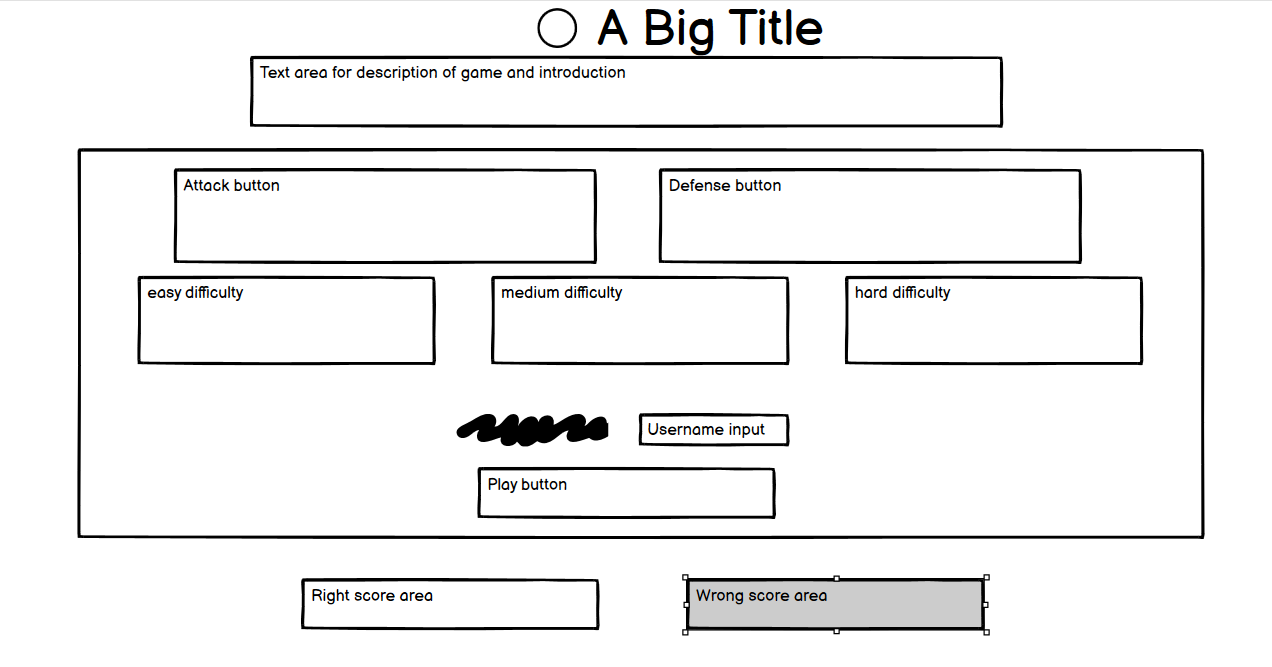 A Big Title
Text area for description of game and introduction
Attack button
Defense button
easy difficulty
medium difficulty
hard difficulty
Username input
Play button
Right score area
Wrong score area